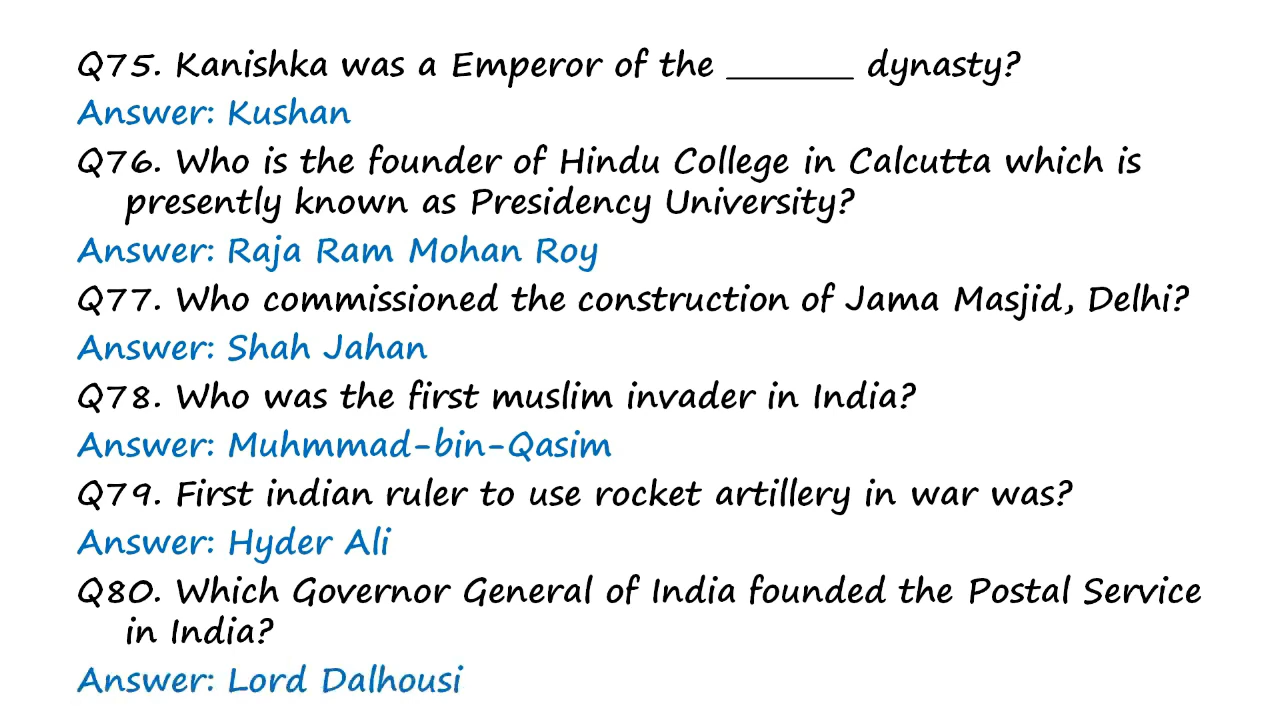 Q75. Kanishka was a Emperor of the _______ dynasty?
Answer: Kushan
Q76. Who is the founder of Hindu College in Calcutta which is
presently known as Presidency University?
Answer: Raja Ram Mohan Roy
Q77. Who commissioned the construction of Jama Masjid, Delhi?
Answer: Shah Jahan
Q78. Who was the first muslim invader in India?
Answer: Muhmmad-bin-Qasim
Q79. First indian ruler to use rocket artillery in war was?
Answer: Hyder Ali
Q80. Which Governor General of India founded the Postal Service
in India?
Answer: Lord Dalhousi